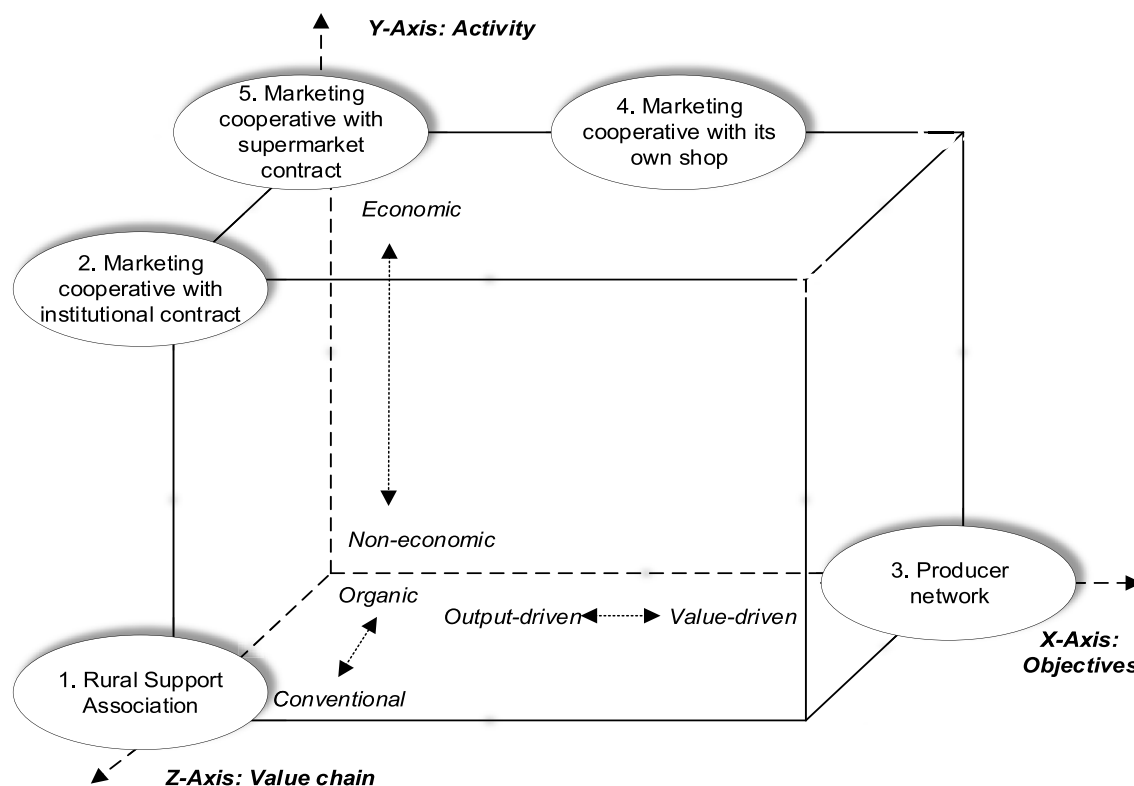 Y-Axis: Activity
5. Marketing
cooperative with
supermarket
contract
4. Marketing
cooperative with its
own shop
Economic
2. Marketing
cooperative with
institutional contract
Non-economic
3. Producer
network
Organic
Output-driven
Value-driven
X-Axis:
Objectives
1. Rural Support
Association
Conventional
Z-Axis: Value chain